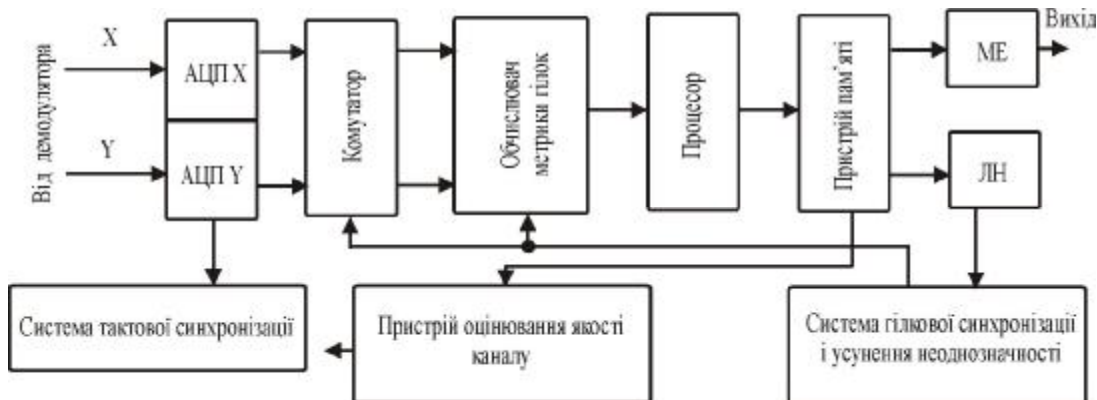 Від демодулятора
X
Y
АЦП X
АЦП Y
Комутатор
Обчислювач
метрики гілок
Процесор
Пристрій пам'яті
МЕ
Вихід
ЛН
Система тактової синхронізації
Пристрій оцінювання якості
каналу
Система гілкової синхронізації
і усунення неоднозначності